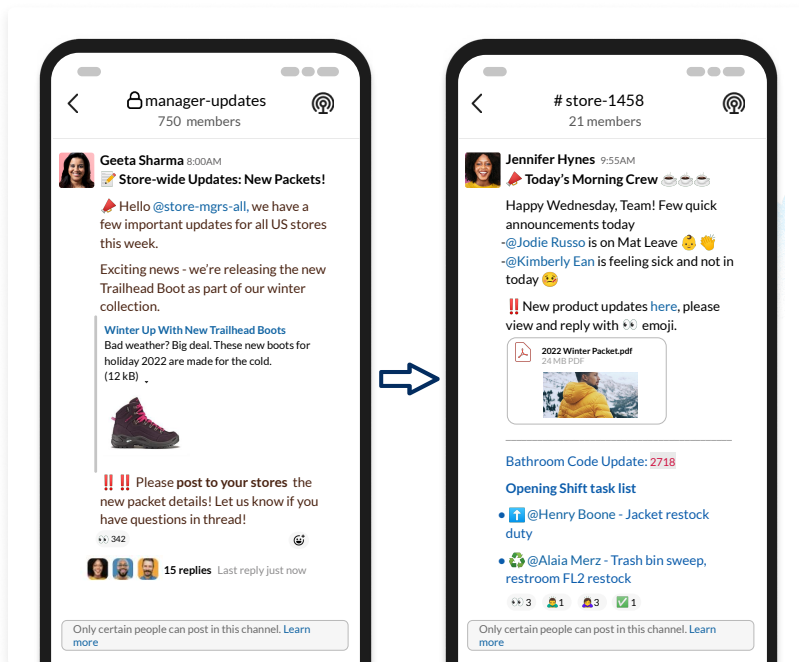 manager-updates
750 members
Geeta Sharma 8:00AM
📝 Store-wide Updates: New Packets!
📣 Hello @store-mgrs-all, we have a
few important updates for all US stores
this week.
Exciting news - we’re releasing the new
Trailhead Boot as part of our winter
collection.
Winter Up With New Trailhead Boots
Bad weather? Big deal. These new boots for
holiday 2022 are made for the cold.
(12 kB)
‼️ ‼️ Please post to your stores the
new packet details! Let us know if you
have questions in thread!
👀 342
15 replies Last reply just now
Only certain people can post in this channel. Learn
more
# store-1458
21 members
Jennifer Hynes 9:55AM
📣 Today’s Morning Crew ☕☕☕
Happy Wednesday, Team! Few quick
announcements today
-@Jodie Russo is on Mat Leave 👶 👏
-@Kimberly Ean is feeling sick and not in
today 🤒
‼️New product updates here, please
view and reply with 👀 emoji.
2022 Winter Packet.pdf
24 MB PDF
Bathroom Code Update: 2718
Opening Shift task list
• ⬆️ @Henry Boone - Jacket restock
duty
• ♻️ @Alaia Merz - Trash bin sweep,
restroom FL2 restock
👀 3 🙋‍♂️ 1 🙇‍♀️ 3 ✅ 1
Only certain people can post in this channel. Learn
more